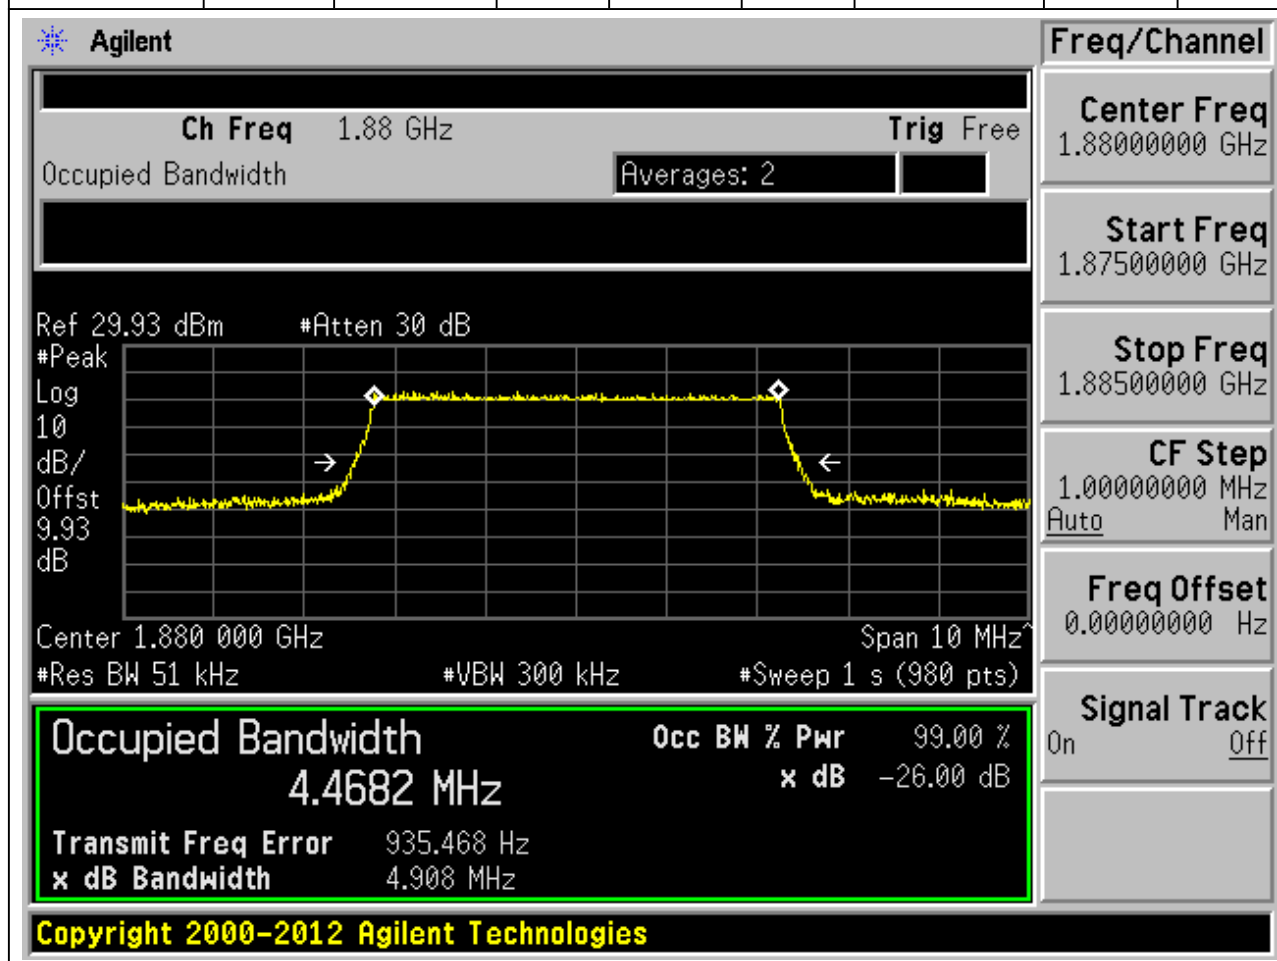 Agilent
Freq/Channel
Ch Freq 1.88 GHz Trig Free
Occupied Bandwidth Averages: 2
Center Freq
1.88000000 GHz
Start Freq
1.87500000 GHz
Stop Freq
1.88500000 GHz
CF Step
1.00000000 MHz
Auto Man
Freq Offset
0.00000000 Hz
Signal Track
On Off
Ref 29.93 dBm #Atten 30 dB
#Peak
Log
10
dB/
Offst
9.93
dB
Center 1.880 000 GHz Span 10 MHz^
#Res BW 51 kHz #VBW 300 kHz #Sweep 1 s (980 pts)
Occupied Bandwidth Occ BW % Pwr 99.00 %
4.4682 MHz x dB -26.00 dB
Transmit Freq Error 935.468 Hz
x dB Bandwidth 4.908 MHz
Copyright 2000-2012 Agilent Technologies